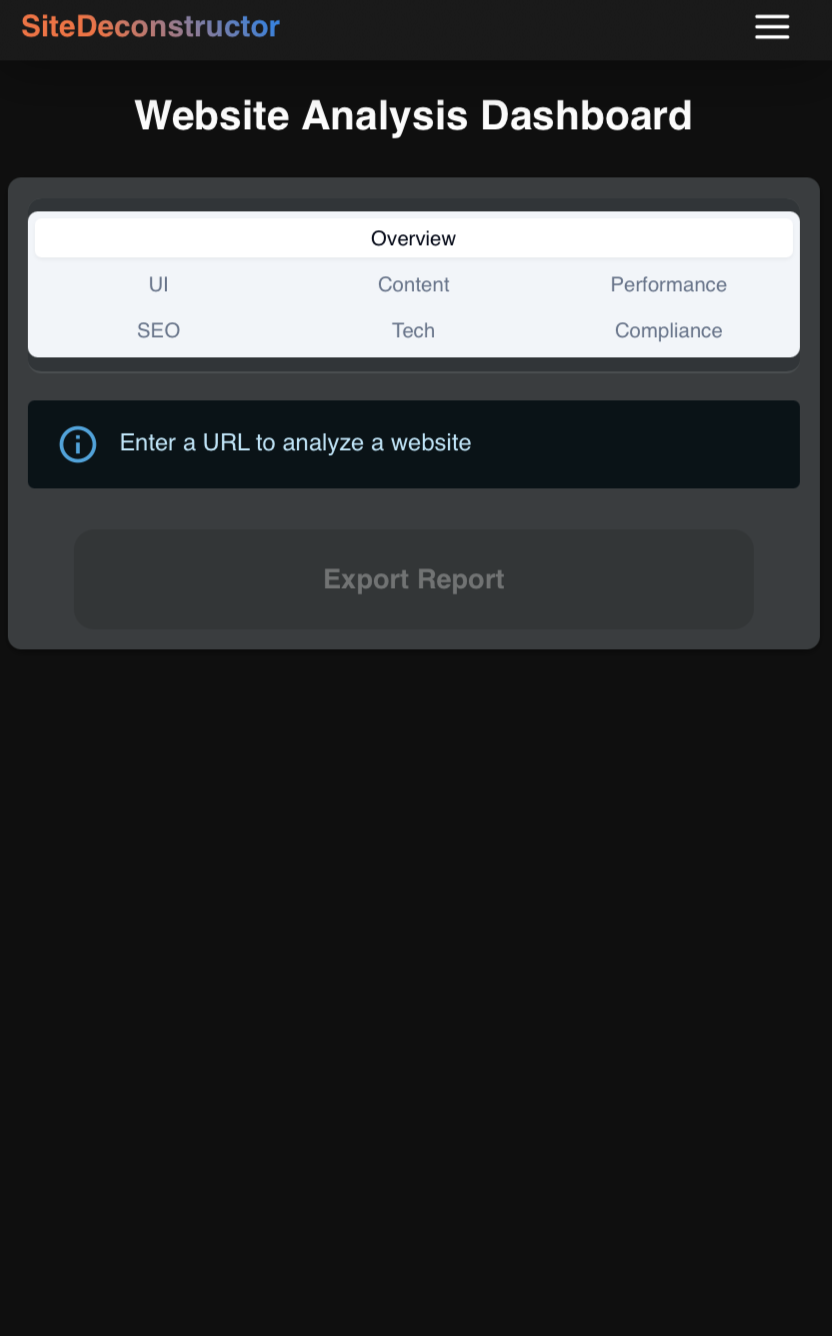 SiteDeconstructor
Website Analysis Dashboard
Overview
UI Content Performance
SEO Tech Compliance
Enter a URL to analyze a website
Export Report